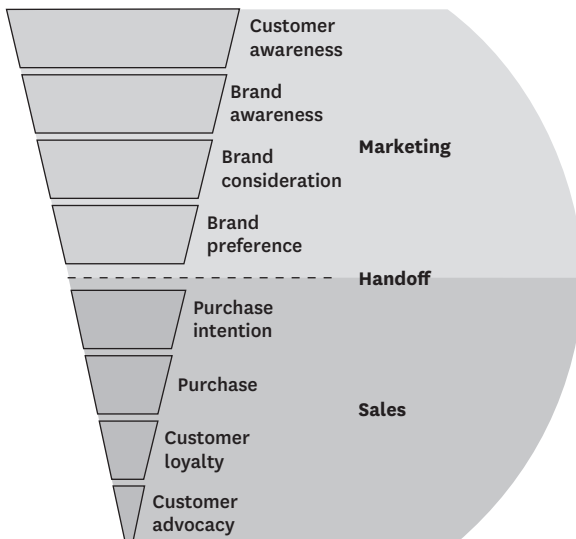 Customer
awareness
Brand
awareness
Marketing
Brand
consideration
Brand
preference
Handoff
Purchase
intention
Purchase
Sales
Customer
loyalty
Customer
advocacy